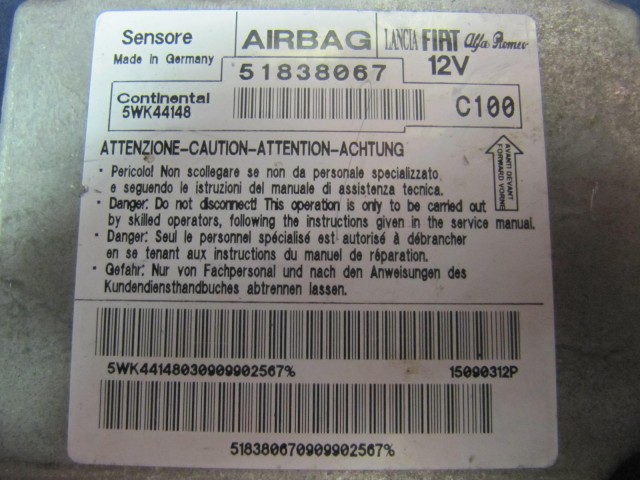 Sensore AIRBAG LANCIA FIAT Alfa Romeo
Made in Germany 51838067 12V
Continental
5WK44148 C100
ATTENZIONE-CAUTION-ATTENTION-ACHTUNG
AVANTI DEVANT
FORWARD VORNE
• Pericolo! Non scollegare se non da personale specializzato
e seguendo le istruzioni del manuale di assistenza tecnica.
• Danger: Do not disconnect! This operation is only to be carried out
by skilled operators, following the instructions given in the service manual.
• Danger: Seul le personnel spécialisé est autorisé à débrancher
en se tenant aux instructions du manuel de réparation.
• Gefahr: Nur von Fachpersonal und nach den Anweisungen des
Kundendiensthandbuches abtrennen lassen.
5WK44148030909902567% 15090312P
518380670909902567%